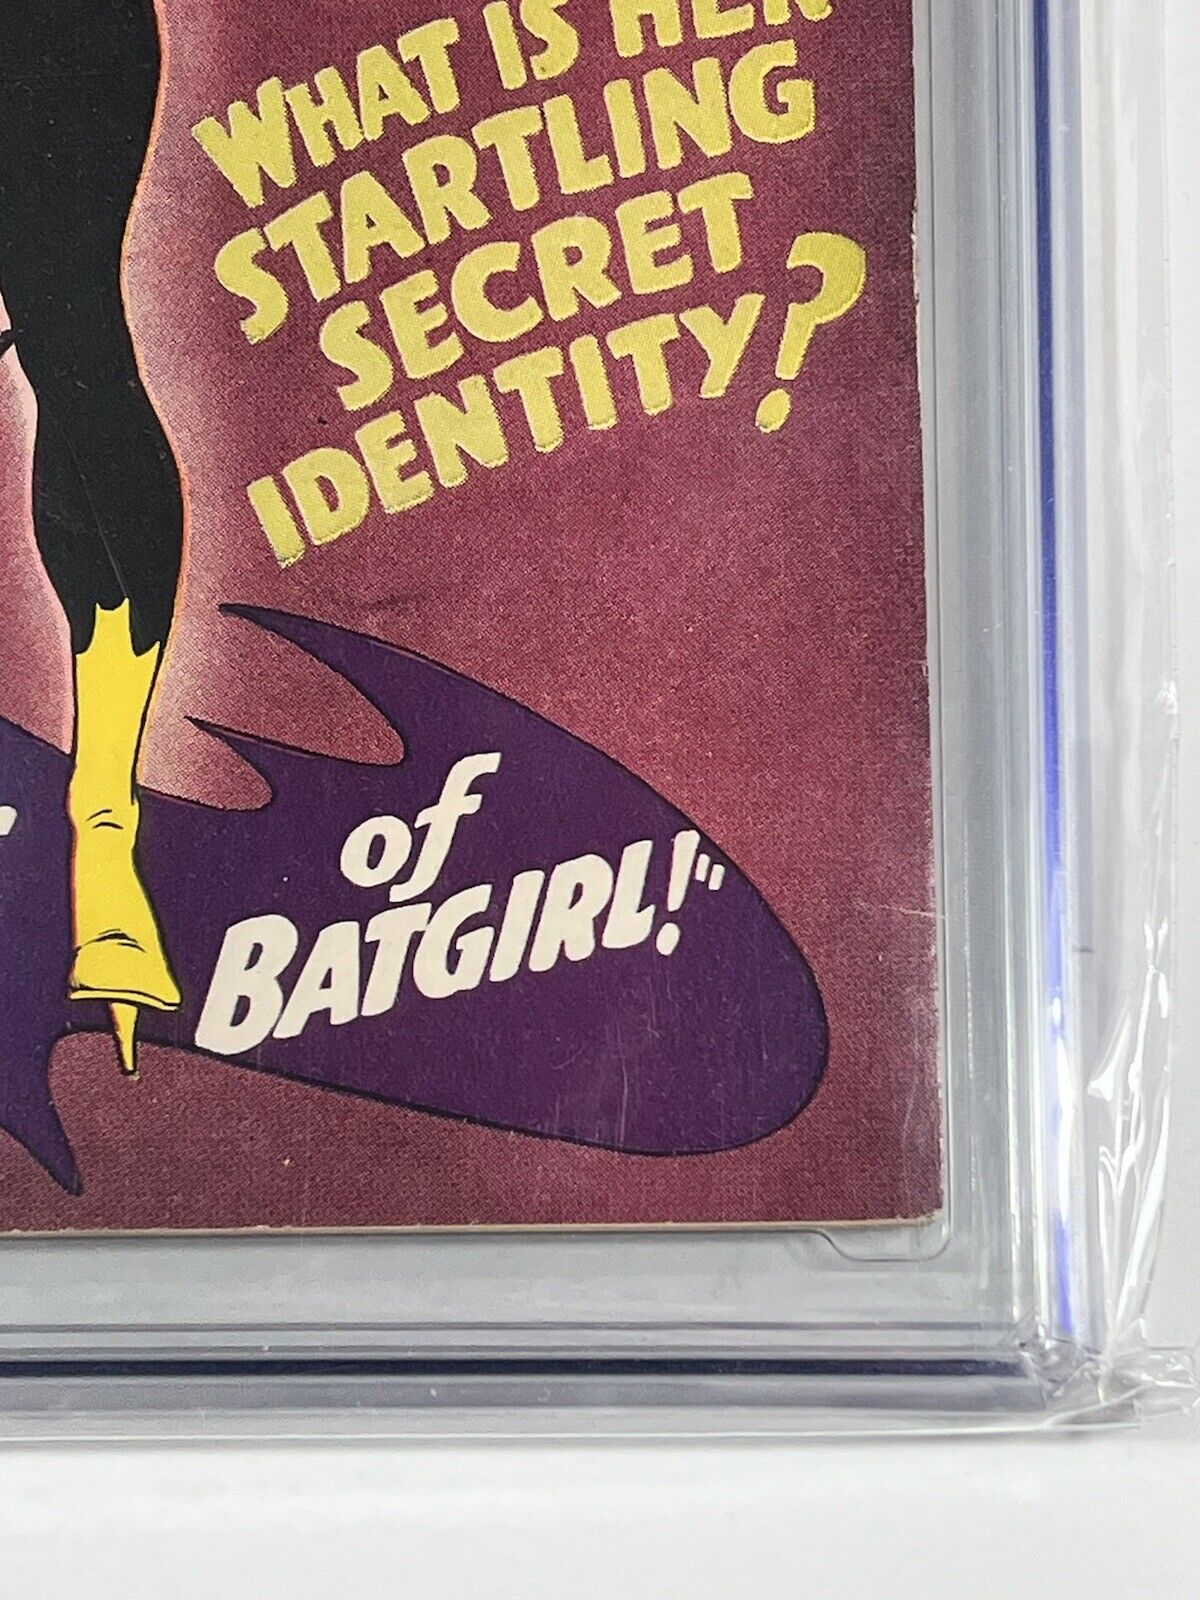 WHAT IS HER
STARTLING
SECRET
IDENTITY?
of
BATGIRL!"